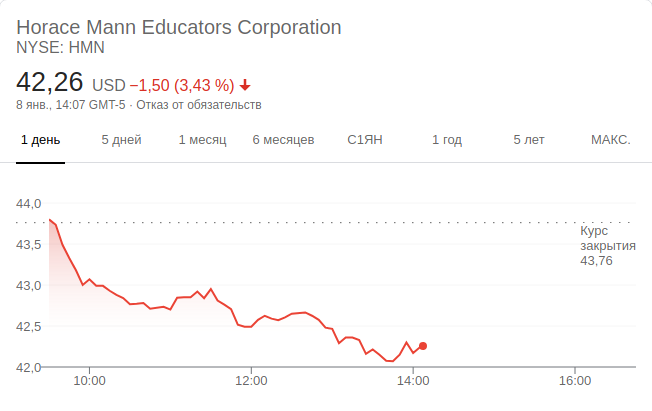 Horace Mann Educators Corporation
NYSE: HMN
42,26 USD −1,50 (3,43 %)
8 янв., 14:07 GMT-5 · Отказ от обязательств
1 день 5 дней 1 месяц 6 месяцев С1ЯН 1 год 5 лет МАКС.
44,0
Курс
закрытия
43,76
43,5
43,0
42,5
42,0
10:00 12:00 14:00 16:00